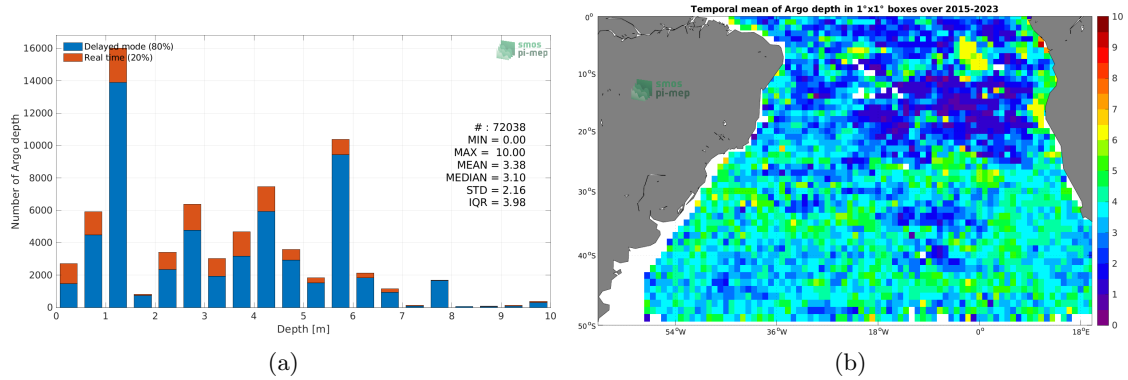 Delayed mode (80%)
Real time (20%)
smos
pi-mep
# : 72038
MIN = 0.00
MAX = 10.00
MEAN = 3.38
MEDIAN = 3.10
STD = 2.16
IQR = 3.98
Number of Argo depth
16000
14000
12000
10000
8000
6000
4000
2000
0
0 1 2 3 4 5 6 7 8 9 10
Depth [m]
(a)
Temporal mean of Argo depth in 1°x1° boxes over 2015-2023
smos
pi-mep
0°
10°S
20°S
30°S
40°S
50°S
54°W 36°W 18°W 0° 18°E
10
9
8
7
6
5
4
3
2
1
0
(b)